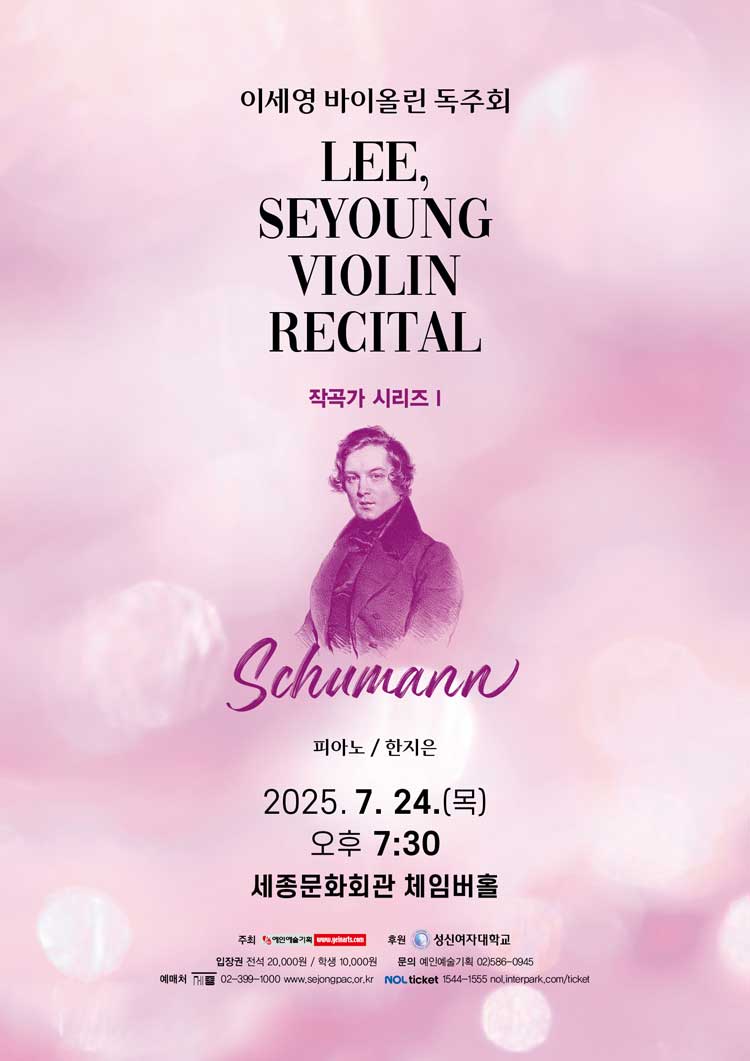 이세영 바이올린 독주회
LEE,
SEYOUNG
VIOLIN
RECITAL
작곡가 시리즈 I
Schumann
피아노 / 한지은
2025. 7. 24.(목)
오후 7:30
세종문화회관 체임버홀
주최 예인예술기획 www.yeinarts.com 후원 성신여자대학교
입장권 전석 20,000원 / 학생 10,000원 문의 예인예술기획 02)586-0945
예매처 세종 02-399-1000 www.sejongpac.or.kr NOL ticket 1544-1555 nol.interpark.com/ticket